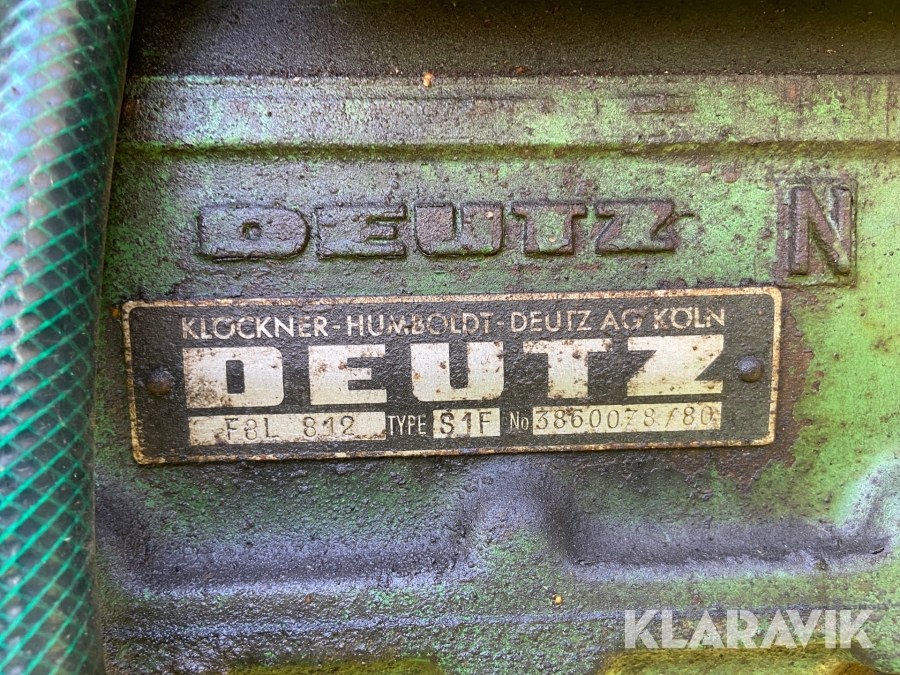 DEUTZ N
KLÖCKNER-HUMBOLDT-DEUTZ AG KÖLN
DEUTZ
F3L 812 TYPE S1F No 3860078/80
KLARAVIK